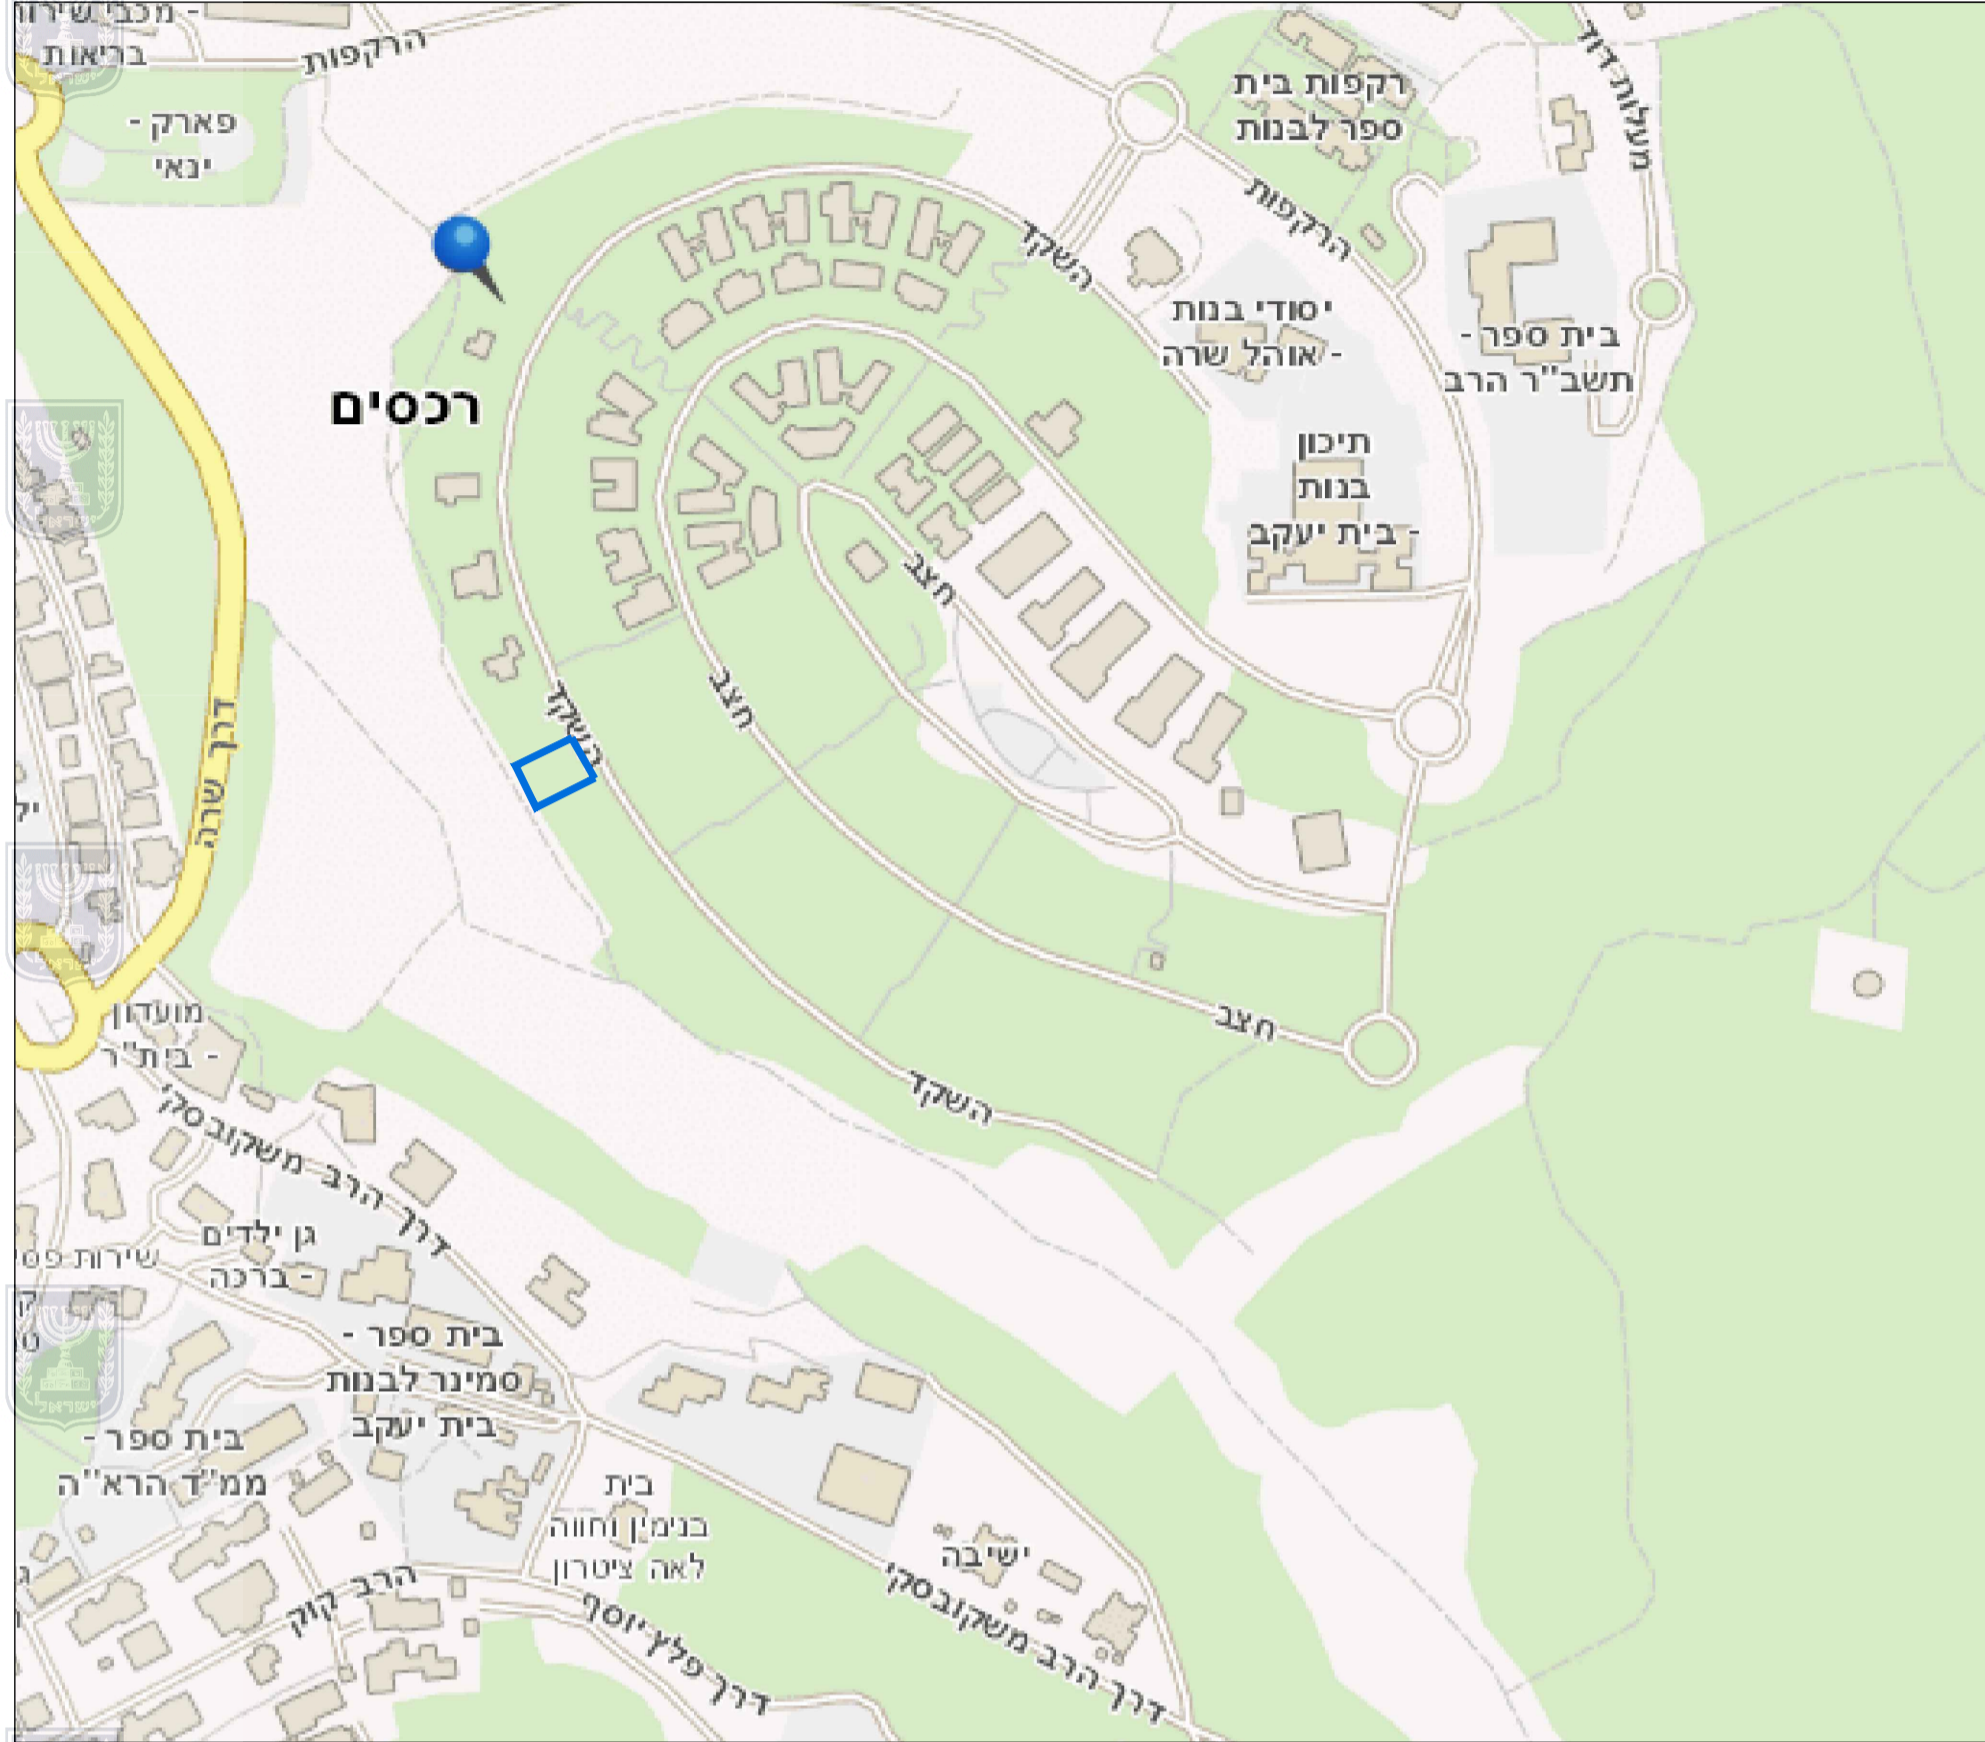 - מכבי שירות
בריאות
הרקפות
פארק -
ינאי
רקפות בית
ספר לבנות
מעלות דוד
הרקפות
השקד
יסודי בנות
- אוהל שרה
בית ספר -
תשב"ר הרב
רכסים
תיכון
בנות
- בית יעקב
חצב
חצב
השקד
דרך שרה
חצב
השקד
מועדון
- בית"ר
דרך הרב משקובסקי
גן ילדים
- ברכה
שירות פסי
בית ספר -
סמינר לבנות
בית יעקב
בית ספר -
ממ"ד הרא"ה
בית
בנימין וחווה
לאה ציטרון
ישיבה
דרך הרב משקובסקי
הרב קוק
דרך פלץ יוסף